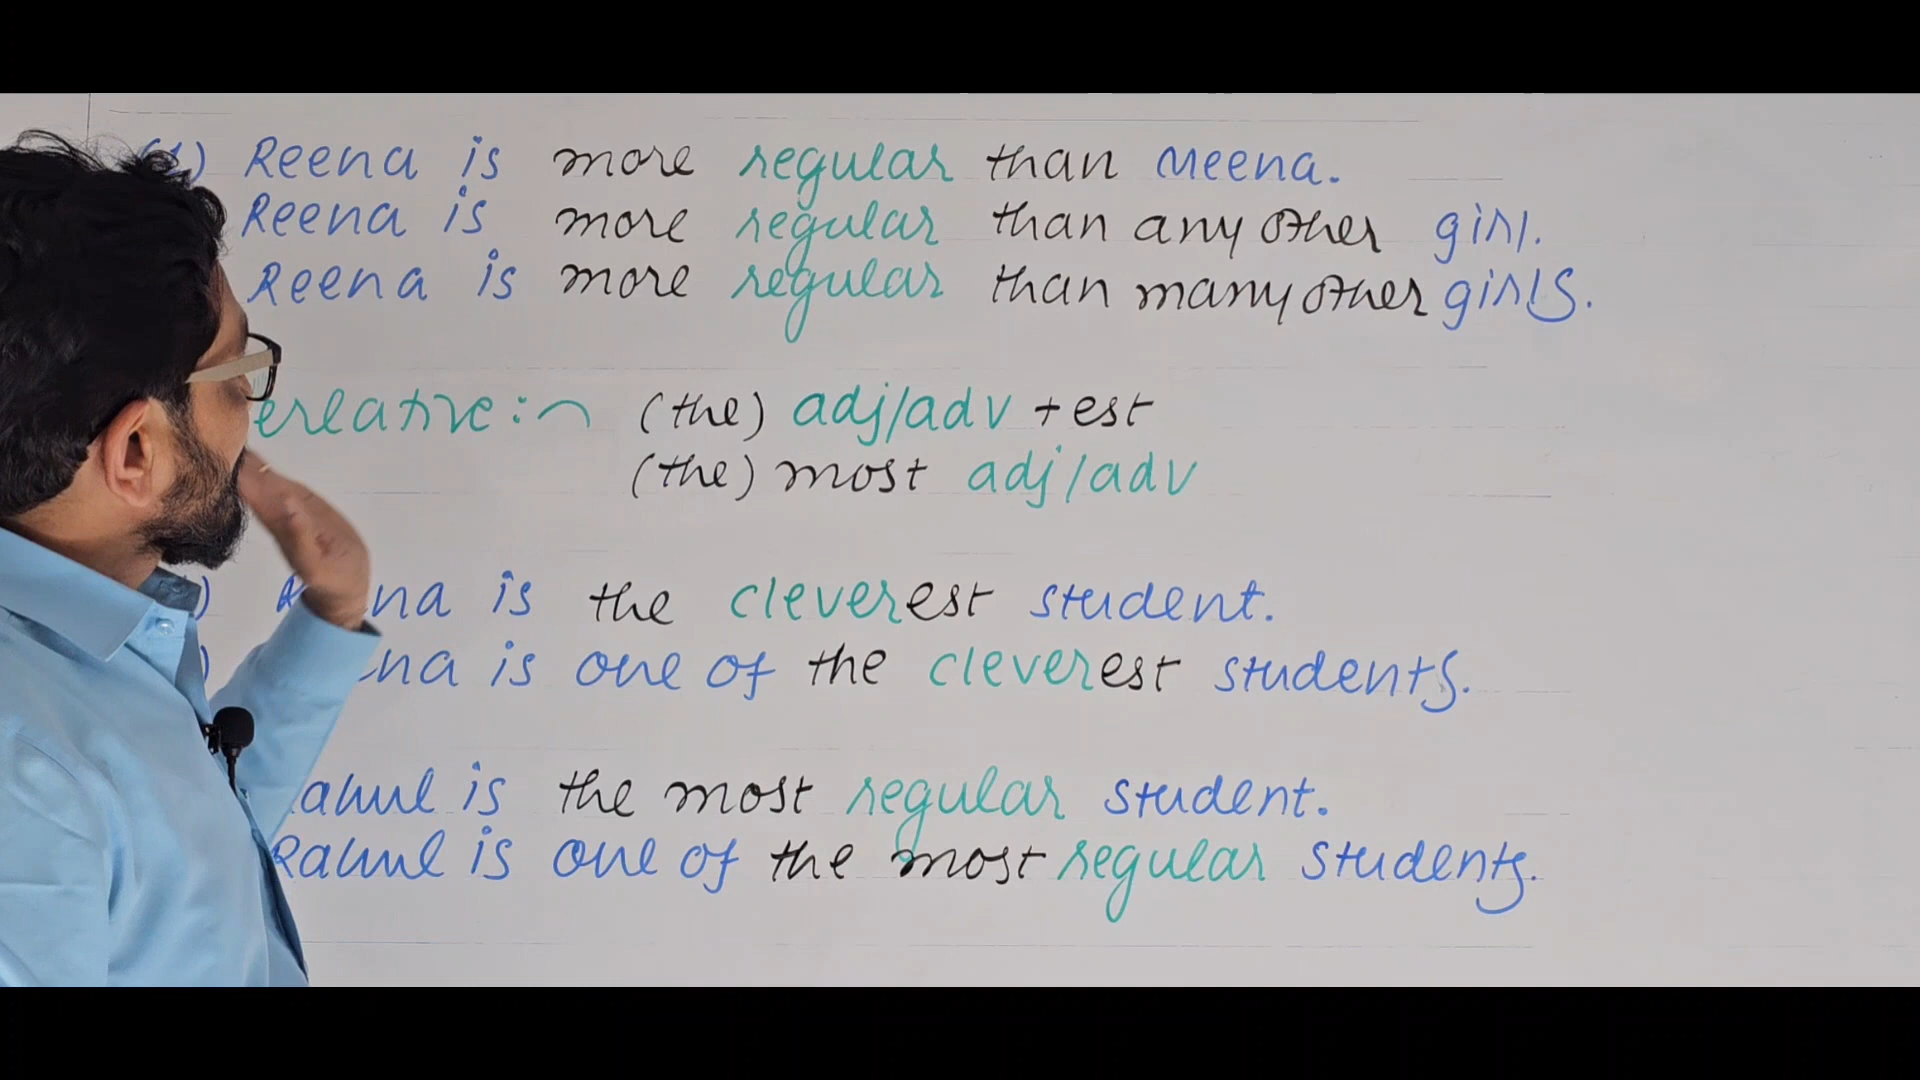 1) Reena is more regular than Meena.
Reena is more regular than any other girl.
Reena is more regular than many other girls.
erlative:- (the) adj/adv + est
(the) most adj/adv
) na is the cleverest student.
) na is one of the cleverest students.
ahul is the most regular student.
Rahul is one of the most regular students.